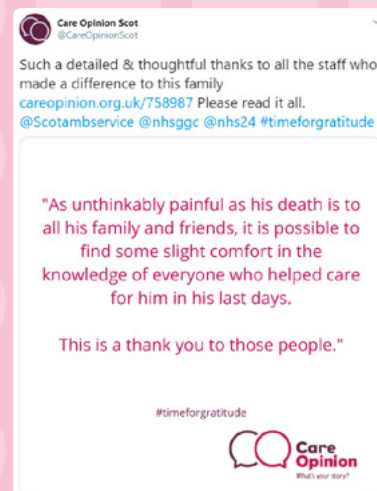 Care Opinion Scot
@CareOpinionScot
Such a detailed & thoughtful thanks to all the staff who
made a difference to this family
careopinion.org.uk/758987 Please read it all.
@Scotambservice @nhsggc @nhs24 #timeforgratitude
"As unthinkably painful as his death is to
all his family and friends, it is possible to
find some slight comfort in the
knowledge of everyone who helped care
for him in his last days.
This is a thank you to those people."
#timeforgratitude
Care
Opinion
What's your story?